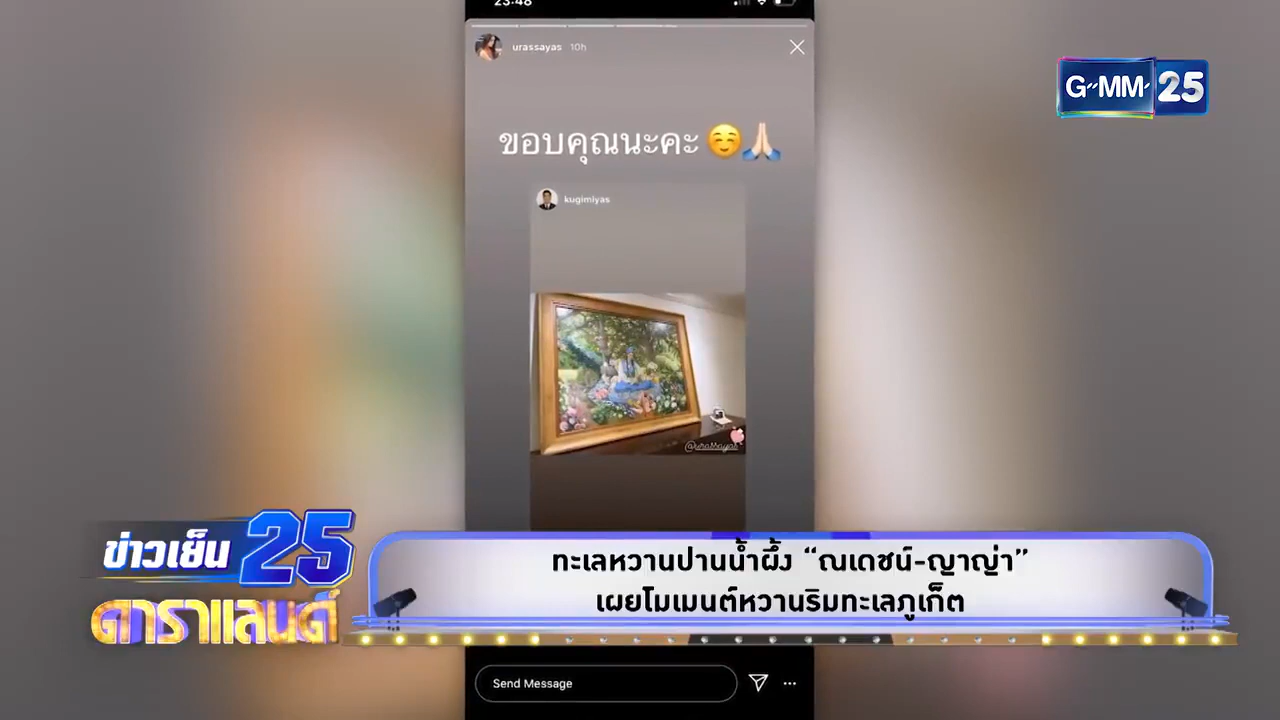 23:48
urassayas 10h
GMM 25
ขอบคุณนะคะ ☺️🙏🏻
kugimiyas
@urassayas
ข่าวเย็น 25
ดาราแลนด์
ทะเลหวานปานน้ำผึ้ง “ณเดชน์-ญาญ่า”
เผยโมเมนต์หวานริมทะเลภูเก็ต
Send Message